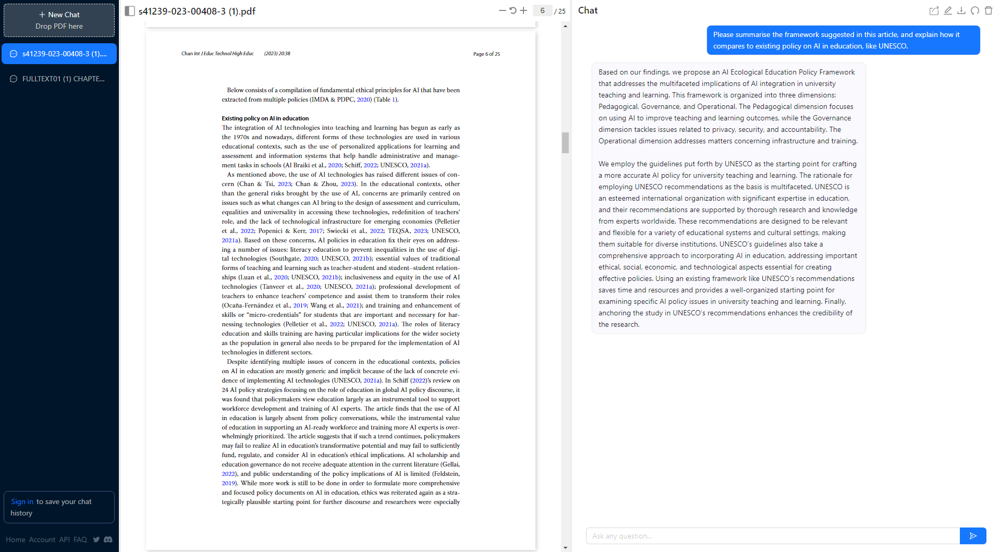 New Chat
Drop PDF here
s41239-023-00408-3 (1)....
FULLTEXT01 (1) CHAPTE...
Sign in to save your chat
history
Home Account API FAQ
s41239-023-00408-3 (1).pdf
6 / 25
Chan Int J Educ Technol High Educ (2023) 20:38
Page 6 of 25
Below consists of a compilation of fundamental ethical principles for AI that have been
extracted from multiple policies (IMDA & PDPC, 2020) (Table 1).
Existing policy on AI in education
The integration of AI technologies into teaching and learning has begun as early as
the 1970s and nowadays, different forms of these technologies are used in various
educational contexts, such as the use of personalized applications for learning and
assessment and information systems that help handle administrative and manage-
ment tasks in schools (Al Braiki et al., 2020; Schiff, 2022; UNESCO, 2021a).
As mentioned above, the use of AI technologies has raised different issues of con-
cern (Chan & Tsi, 2023; Chan & Zhou, 2023). In the educational contexts, other
than the general risks brought by the use of AI, concerns are primarily centred on
issues such as what changes can AI bring to the design of assessment and curriculum,
equalities and universality in accessing these technologies, redefinition of teachers'
role, and the lack of technological infrastructure for emerging economies (Pelletier
et al., 2022; Popenici & Kerr, 2017; Swiecki et al., 2022; TEQSA, 2023; UNESCO,
2021a). Based on these concerns, AI policies in education fix their eyes on address-
ing a number of issues: literacy education to prevent inequalities in the use of digi-
tal technologies (Southgate, 2020; UNESCO, 2021b); essential values of traditional
forms of teaching and learning such as teacher-student and student–student relation-
ships (Luan et al., 2020; UNESCO, 2021b); inclusiveness and equity in the use of AI
technologies (Tanveer et al., 2020; UNESCO, 2021a); professional development of
teachers to enhance teachers' competence and assist them to transform their roles
(Ocaña-Fernández et al., 2019; Wang et al., 2021); and training and enhancement of
skills or "micro-credentials" for students that are important and necessary for har-
nessing technologies (Pelletier et al., 2022; UNESCO, 2021a). The roles of literacy
education and skills training are having particular implications for the wider society
as the population in general also needs to be prepared for the implementation of AI
technologies in different sectors.
Despite identifying multiple issues of concern in the educational contexts, policies
on AI in education are mostly generic and implicit because of the lack of concrete evi-
dence of implementing AI technologies (UNESCO, 2021a). In Schiff (2022)'s review on
24 AI policy strategies focusing on the role of education in global AI policy discourse, it
was found that policymakers view education largely as an instrumental tool to support
workforce development and training of AI experts. The article finds that the use of AI
in education is largely absent from policy conversations, while the instrumental value
of education in supporting an AI-ready workforce and training more AI experts is over-
whelmingly prioritized. The article suggests that if such a trend continues, policymakers
may fail to realize AI in education's transformative potential and may fail to sufficiently
fund, regulate, and consider AI in education's ethical implications. AI scholarship and
education governance do not receive adequate attention in the current literature (Gellai,
2022), and public understanding of the policy implications of AI is limited (Feldstein,
2019). While more work is still to be done in order to formulate more comprehensive
and focused policy documents on AI in education, ethics was reiterated again as a stra-
tegically plausible starting point for further discourse and researchers were especially
Chat
Please summarise the framework suggested in this article, and explain how it
compares to existing policy on AI in education, like UNESCO.
Based on our findings, we propose an AI Ecological Education Policy Framework
that addresses the multifaceted implications of AI integration in university
teaching and learning. This framework is organized into three dimensions:
Pedagogical, Governance, and Operational. The Pedagogical dimension focuses
on using AI to improve teaching and learning outcomes, while the Governance
dimension tackles issues related to privacy, security, and accountability. The
Operational dimension addresses matters concerning infrastructure and training.
We employ the guidelines put forth by UNESCO as the starting point for crafting
a more accurate AI policy for university teaching and learning. The rationale for
employing UNESCO recommendations as the basis is multifaceted. UNESCO is
an esteemed international organization with significant expertise in education,
and their recommendations are supported by thorough research and knowledge
from experts worldwide. These recommendations are designed to be relevant
and flexible for a variety of educational systems and cultural settings, making
them suitable for diverse institutions. UNESCO's guidelines also take a
comprehensive approach to incorporating AI in education, addressing important
ethical, social, economic, and technological aspects essential for creating
effective policies. Using an existing framework like UNESCO's recommendations
saves time and resources and provides a well-organized starting point for
examining specific AI policy issues in university teaching and learning. Finally,
anchoring the study in UNESCO's recommendations enhances the credibility of
the research.
Ask any question...